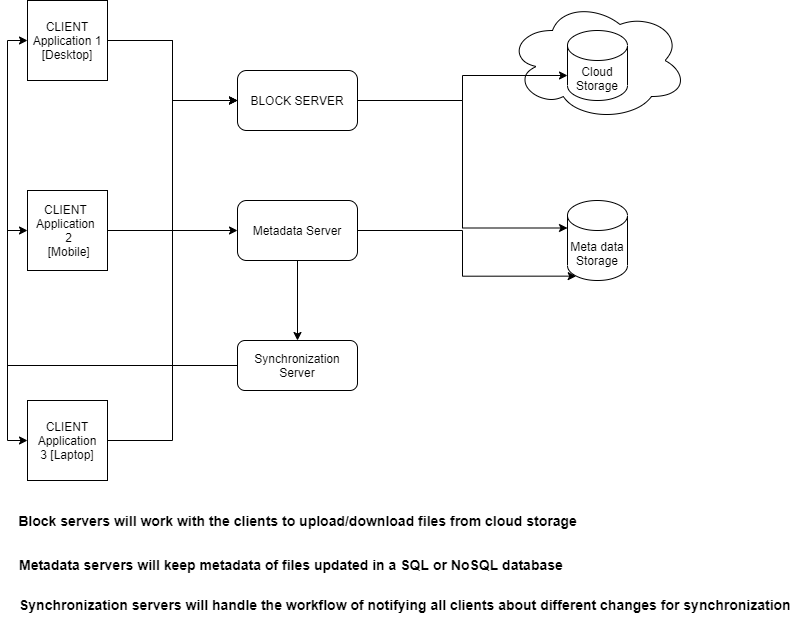 CLIENT
Application 1
[Desktop]
BLOCK SERVER
Cloud
Storage
CLIENT
Application
2
[Mobile]
Metadada Server
Meta data
Storage
Synchronization
Server
CLIENT
Application
3 [Laptop]
Block servers will work with the clients to upload/download files from cloud storage
Metadata servers will keep metadata of files updated in a SQL or NoSQL database
Synchronization servers will handle the workflow of notifying all clients about different changes for synchronization